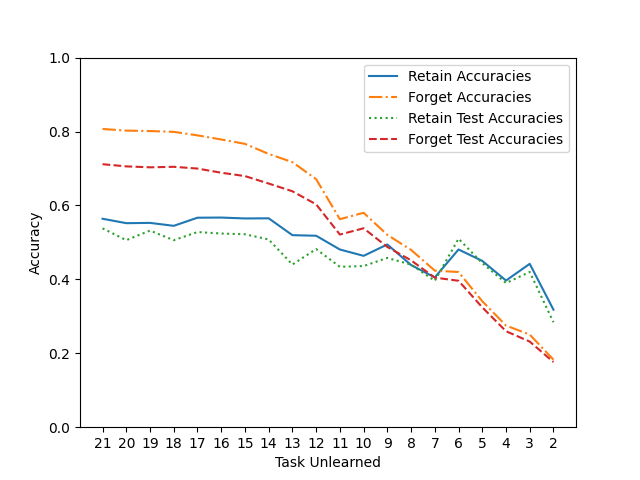 1.0
0.8
0.6
0.4
0.2
0.0
Accuracy
Retain Accuracies
Forget Accuracies
Retain Test Accuracies
Forget Test Accuracies
21 20 19 18 17 16 15 14 13 12 11 10 9 8 7 6 5 4 3 2
Task Unlearned